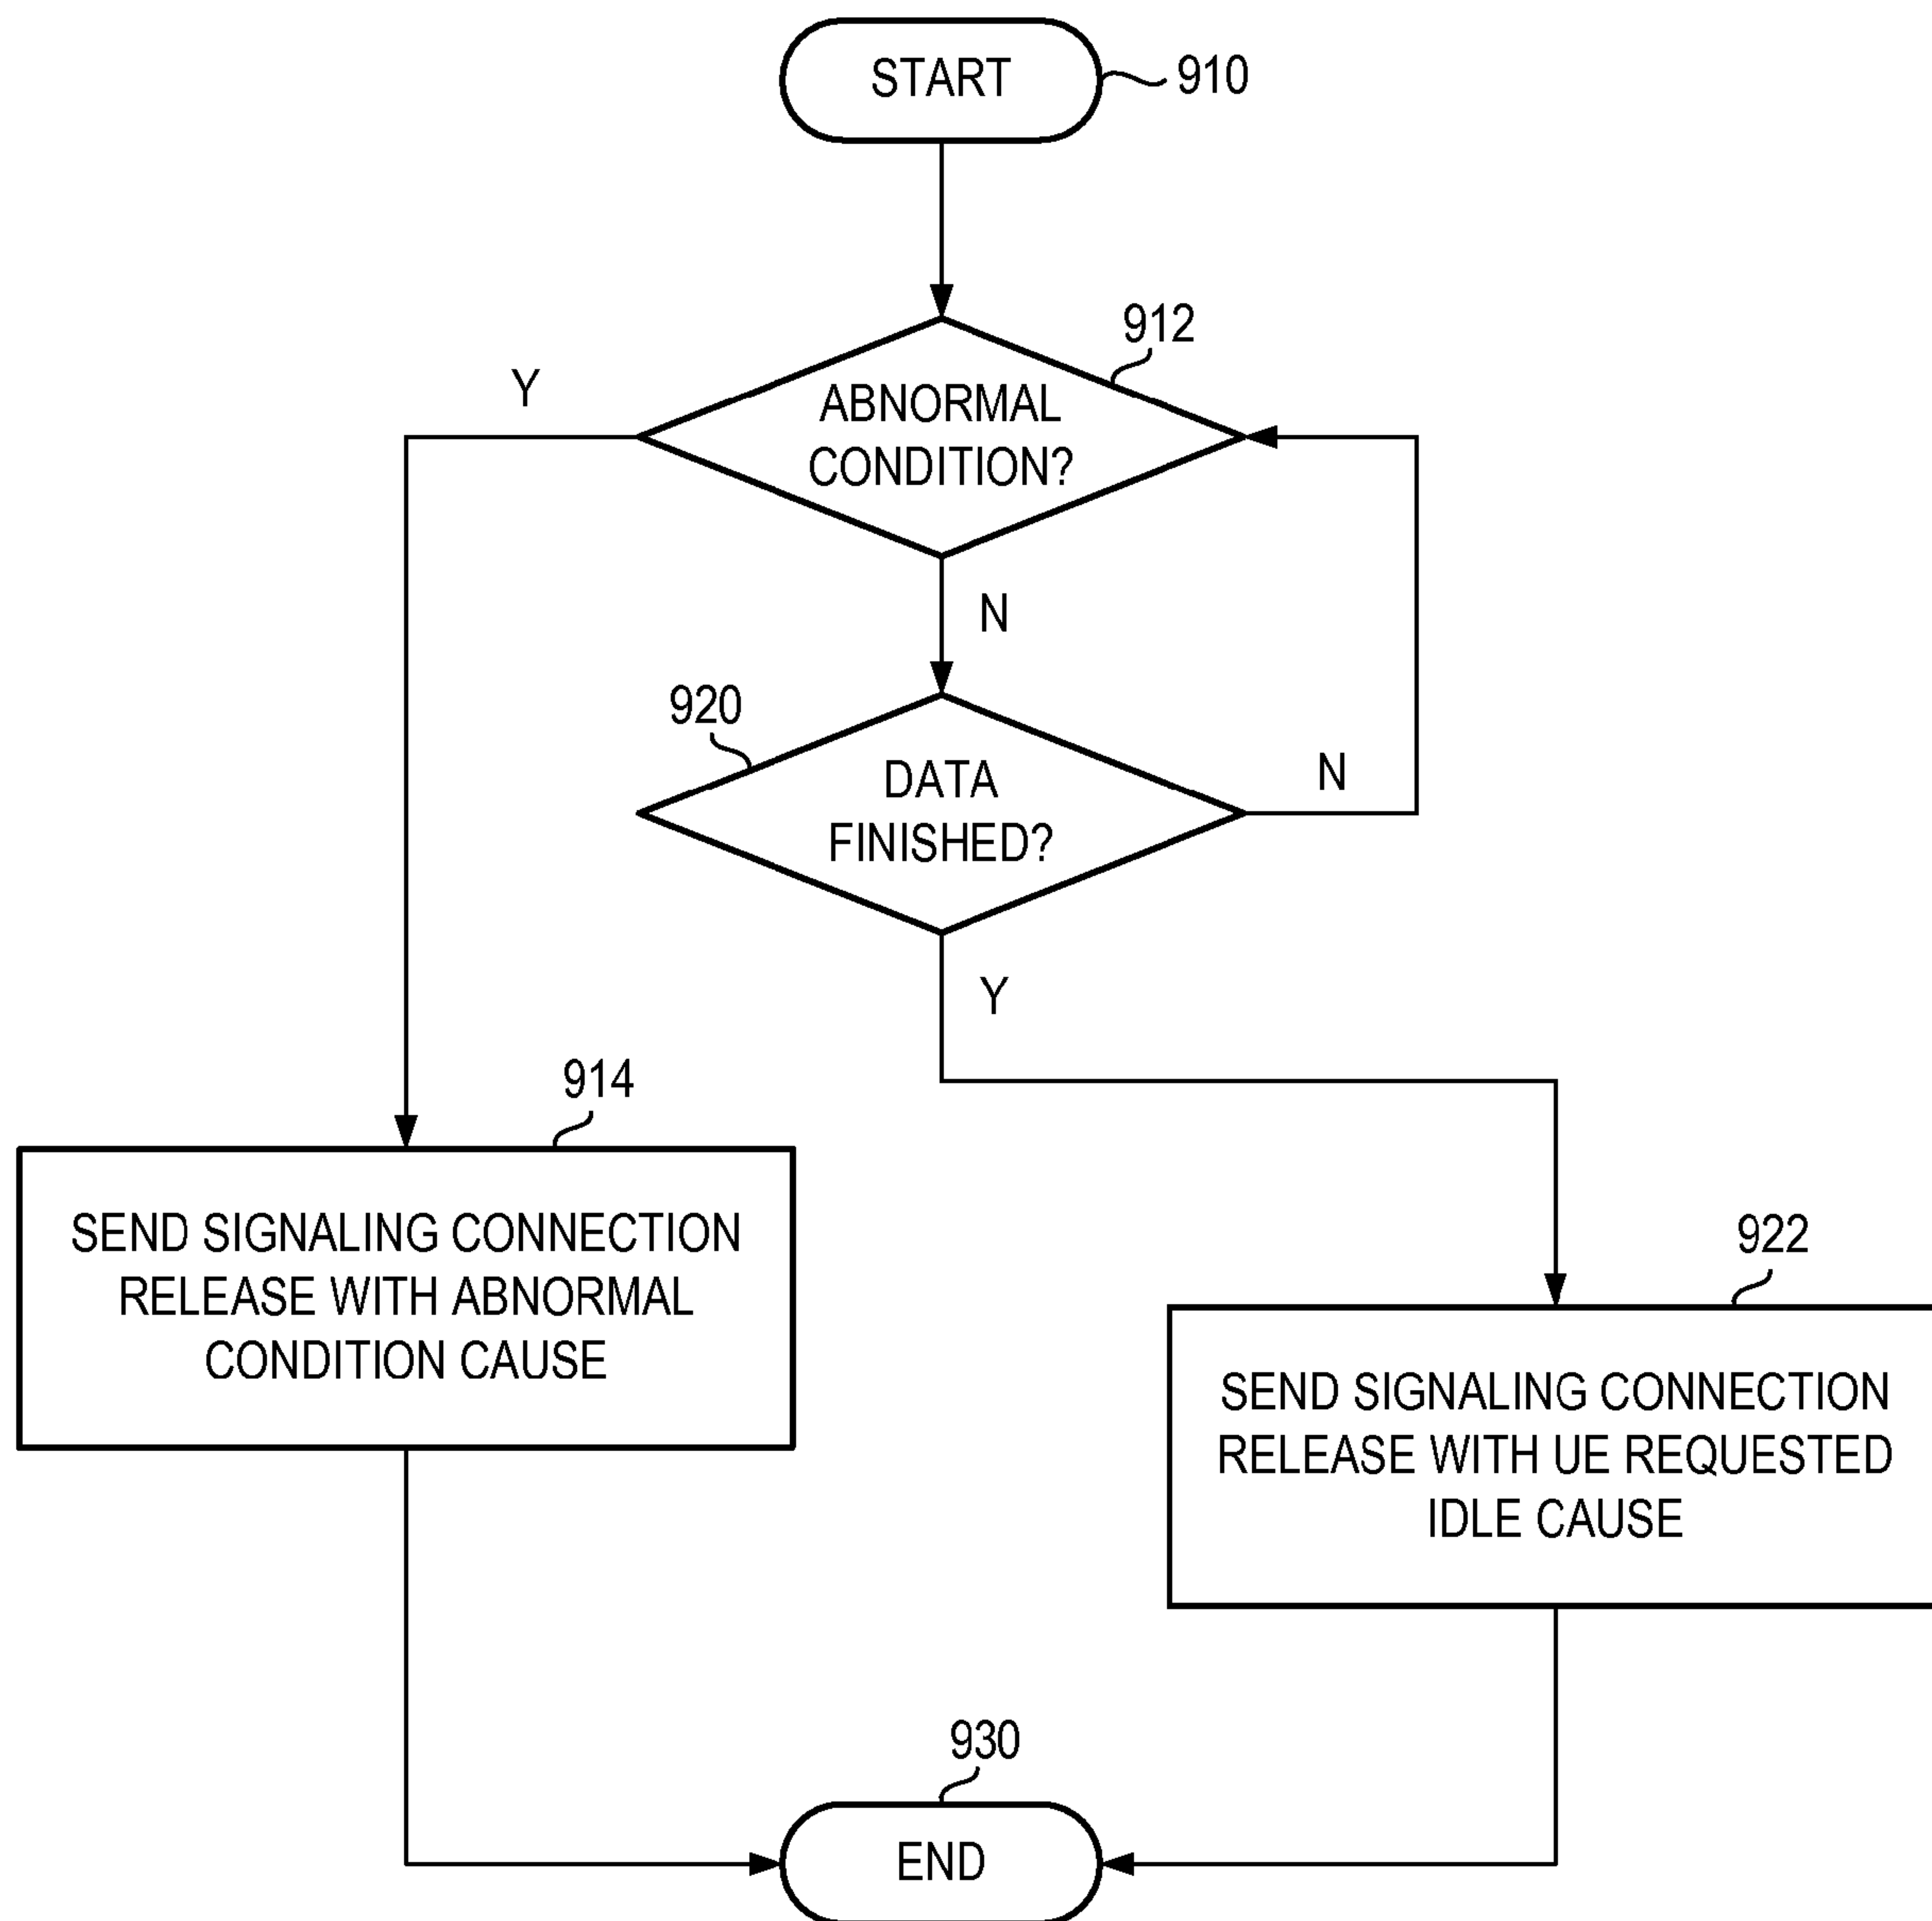 START
910
912
Y
ABNORMAL
CONDITION?
N
920
DATA
FINISHED?
N
Y
914
SEND SIGNALING CONNECTION
RELEASE WITH ABNORMAL
CONDITION CAUSE
922
SEND SIGNALING CONNECTION
RELEASE WITH UE REQUESTED
IDLE CAUSE
930
END